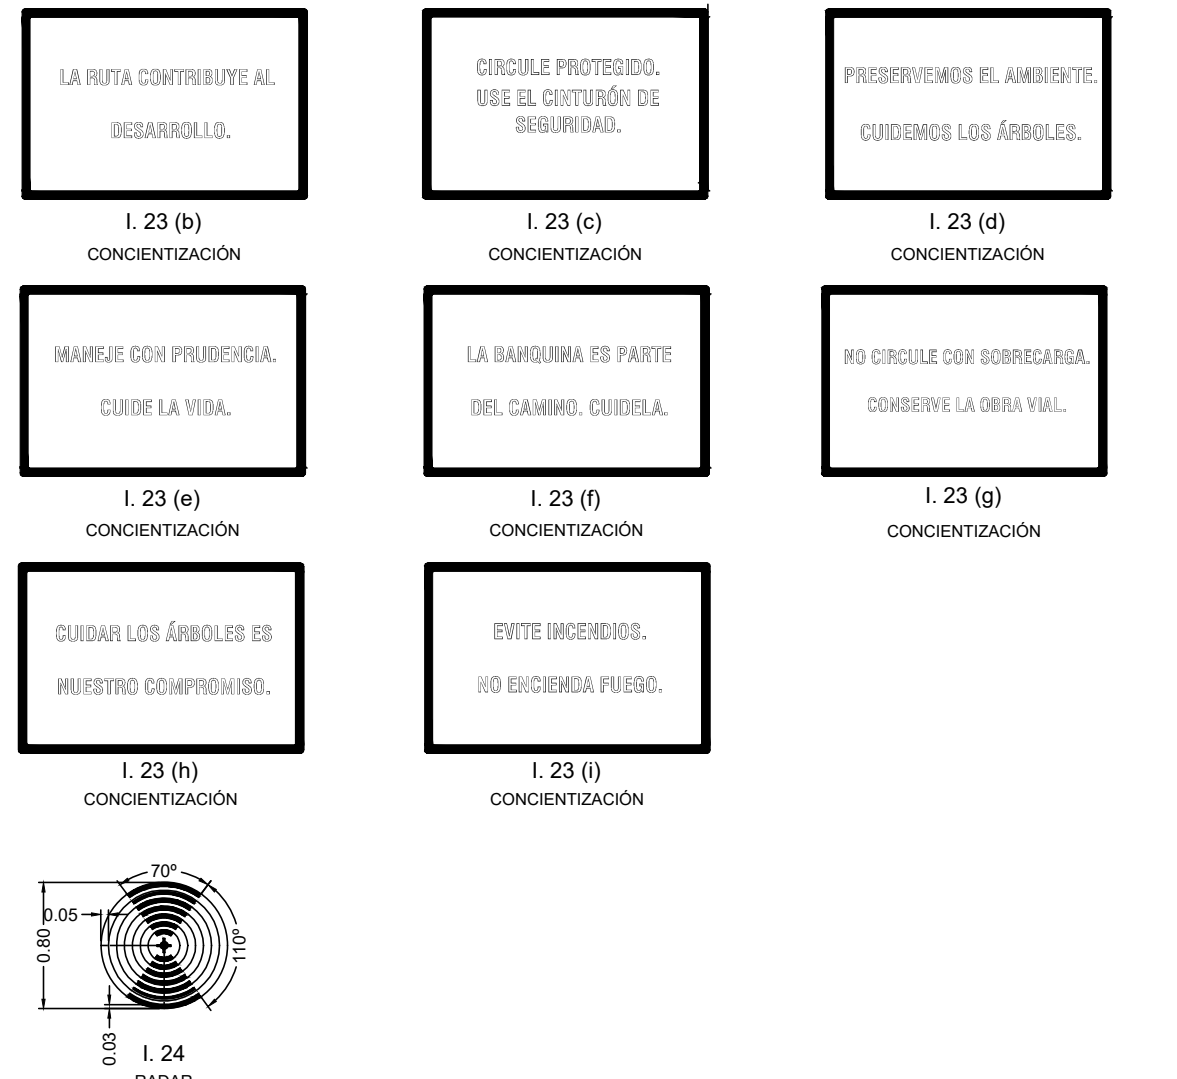 LA RUTA CONTRIBUYE AL
DESARROLLO.
I. 23 (b)
CONCIENTIZACIÓN
CIRCULE PROTEGIDO.
USE EL CINTURÓN DE
SEGURIDAD.
I. 23 (c)
CONCIENTIZACIÓN
PRESERVEMOS EL AMBIENTE.
CUIDEMOS LOS ÁRBOLES.
I. 23 (d)
CONCIENTIZACIÓN
MANEJE CON PRUDENCIA.
CUIDE LA VIDA.
I. 23 (e)
CONCIENTIZACIÓN
LA BANQUINA ES PARTE
DEL CAMINO. CUIDELA.
I. 23 (f)
CONCIENTIZACIÓN
NO CIRCULE CON SOBRECARGA.
CONSERVE LA OBRA VIAL.
I. 23 (g)
CONCIENTIZACIÓN
CUIDAR LOS ÁRBOLES ES
NUESTRO COMPROMISO.
I. 23 (h)
CONCIENTIZACIÓN
EVITE INCENDIOS.
NO ENCIENDA FUEGO.
I. 23 (i)
CONCIENTIZACIÓN
70º
0.05
0.80
110º
0.03
I. 24
RADAR